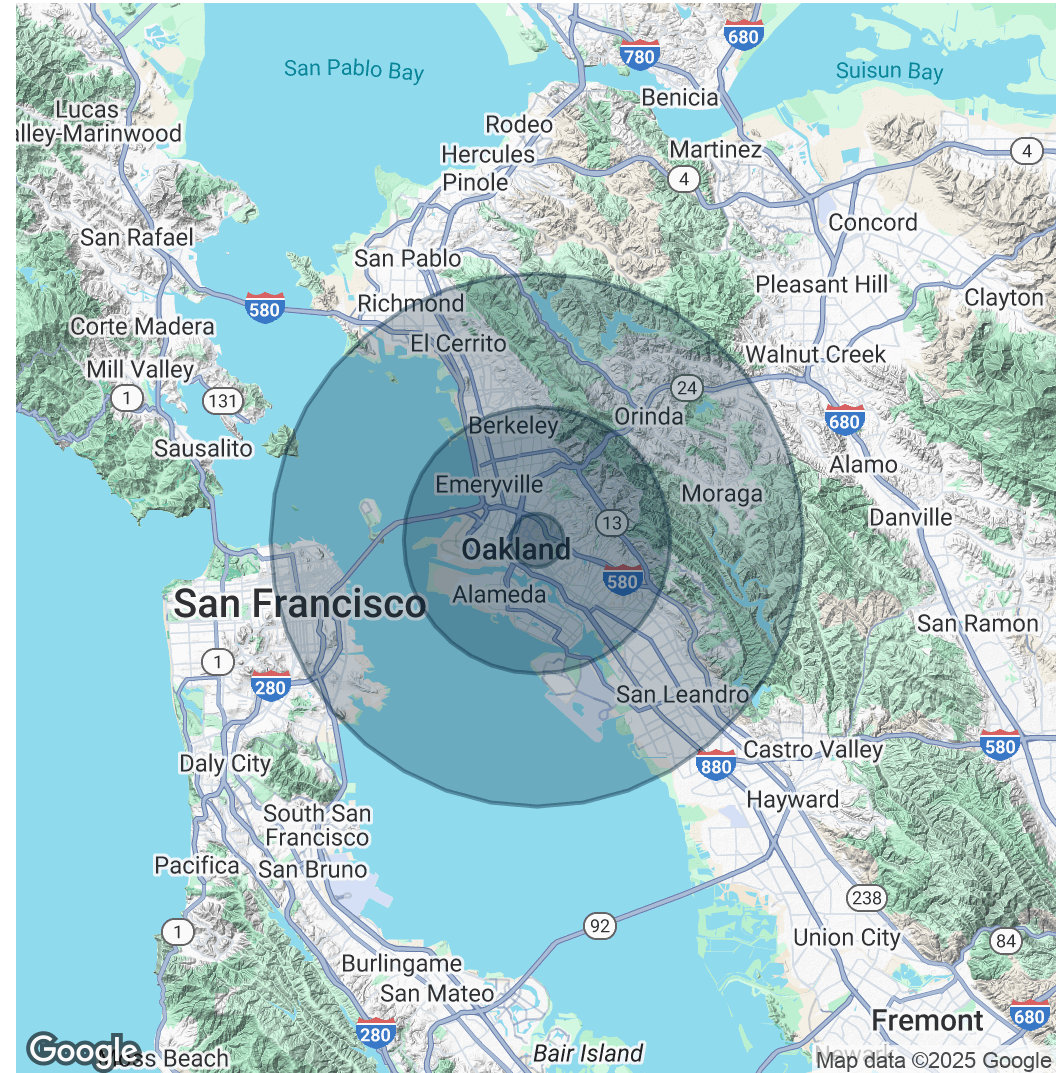 680
780
San Pablo Bay
Suisun Bay
Benicia
Lucas
alley-Marinwood
Rodeo
Hercules
Martinez
4
Pinole
4
Concord
San Rafael
San Pablo
Pleasant Hill
Clayton
580
Richmond
Corte Madera
El Cerrito
Walnut Creek
Mill Valley
1
131
24
Orinda
680
Berkeley
Sausalito
Alamo
Emeryville
Moraga
Danville
13
Oakland
580
Alameda
San Francisco
San Ramon
1
280
San Leandro
580
Castro Valley
880
Daly City
Hayward
South San
Francisco
Pacifica
San Bruno
238
1
92
Union City
84
Burlingame
San Mateo
680
Fremont
280
Google
Moss Beach
Bair Island
Newark
Map data ©2025 Google